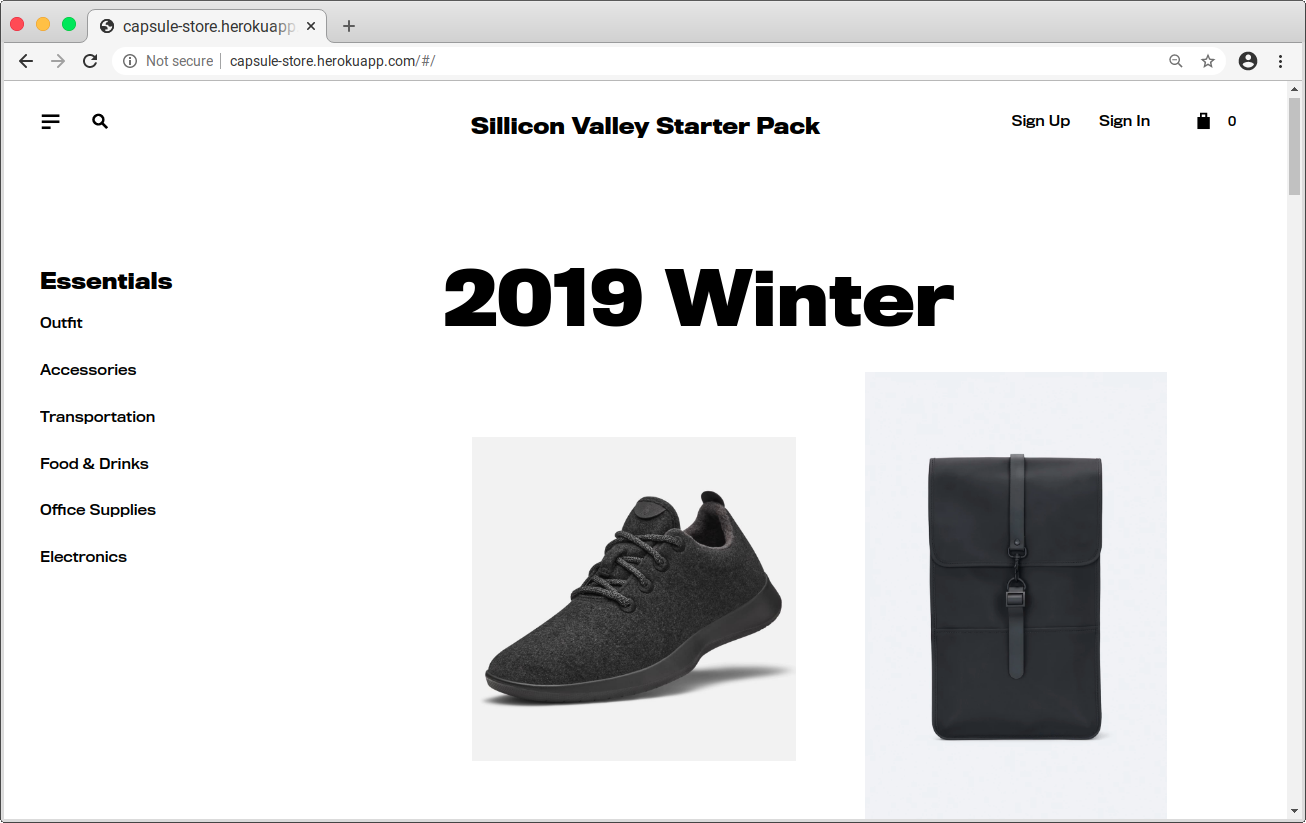 capsule-store.herokuapp
Not secure
capsule-store.herokuapp.com/#/
Sillicon Valley Starter Pack
Sign Up
Sign In
0
Essentials
Outfit
Accessories
Transportation
Food & Drinks
Office Supplies
Electronics
2019 Winter